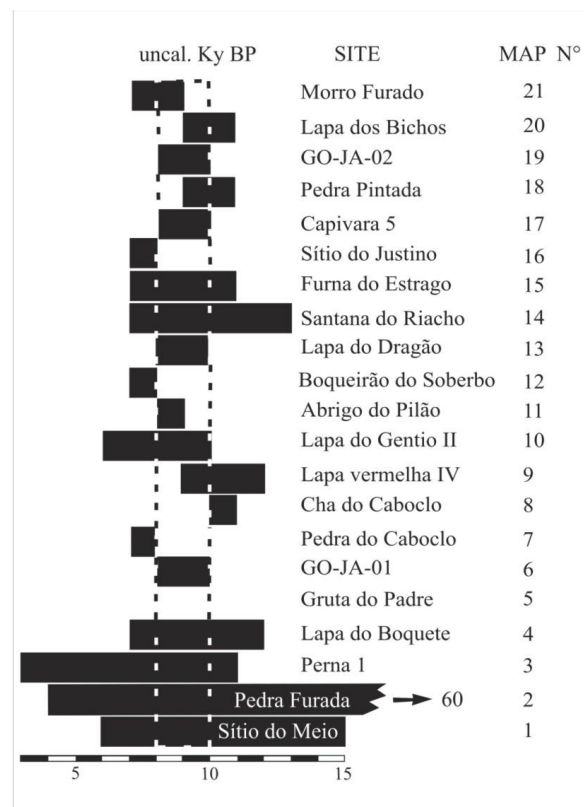 uncal. Ky BP SITE MAP N°
Morro Furado 21
Lapa dos Bichos 20
GO-JA-02 19
Pedra Pintada 18
Capivara 5 17
Sítio do Justino 16
Furna do Estrago 15
Santana do Riacho 14
Lapa do Dragão 13
Boqueirão do Soberbo 12
Abrigo do Pilão 11
Lapa do Gentio II 10
Lapa vermelha IV 9
Cha do Caboclo 8
Pedra do Caboclo 7
GO-JA-01 6
Gruta do Padre 5
Lapa do Boquete 4
Perna 1 3
Pedra Furada 60 2
Sítio do Meio 1
5 10 15